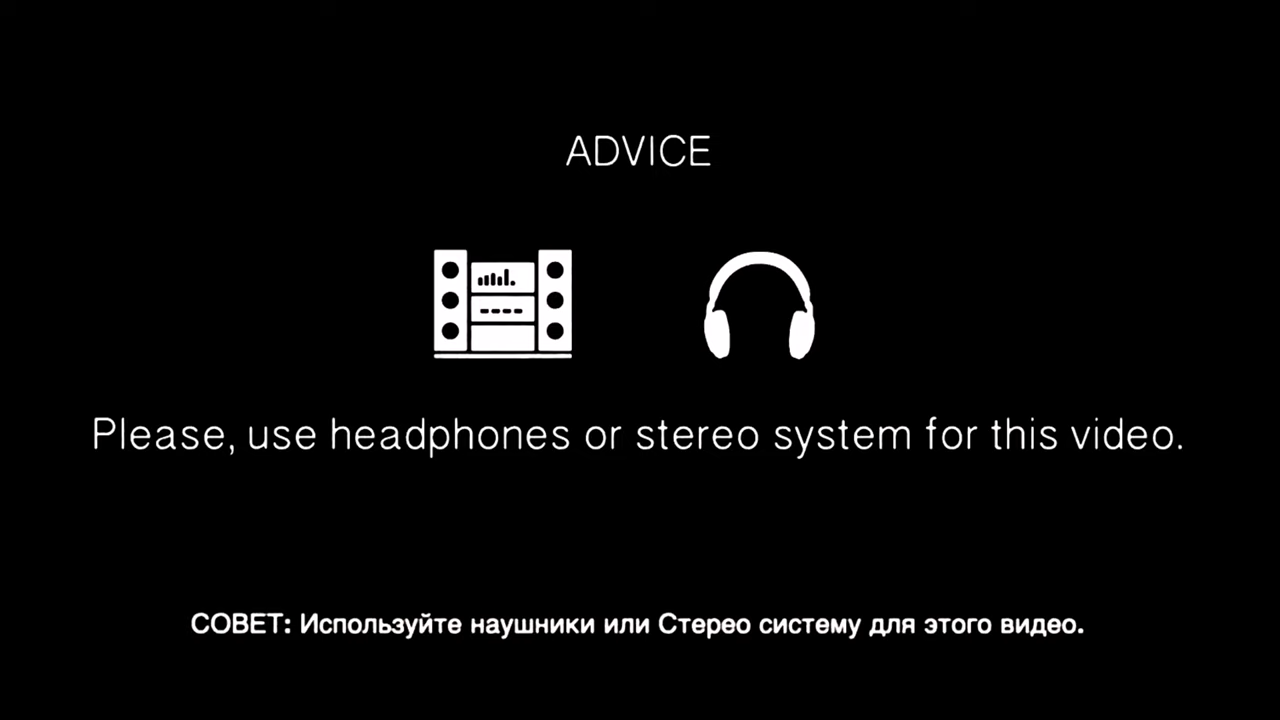 ADVICE
Please, use headphones or stereo system for this video.
СОВЕТ: Используйте наушники или Стерео систему для этого видео.